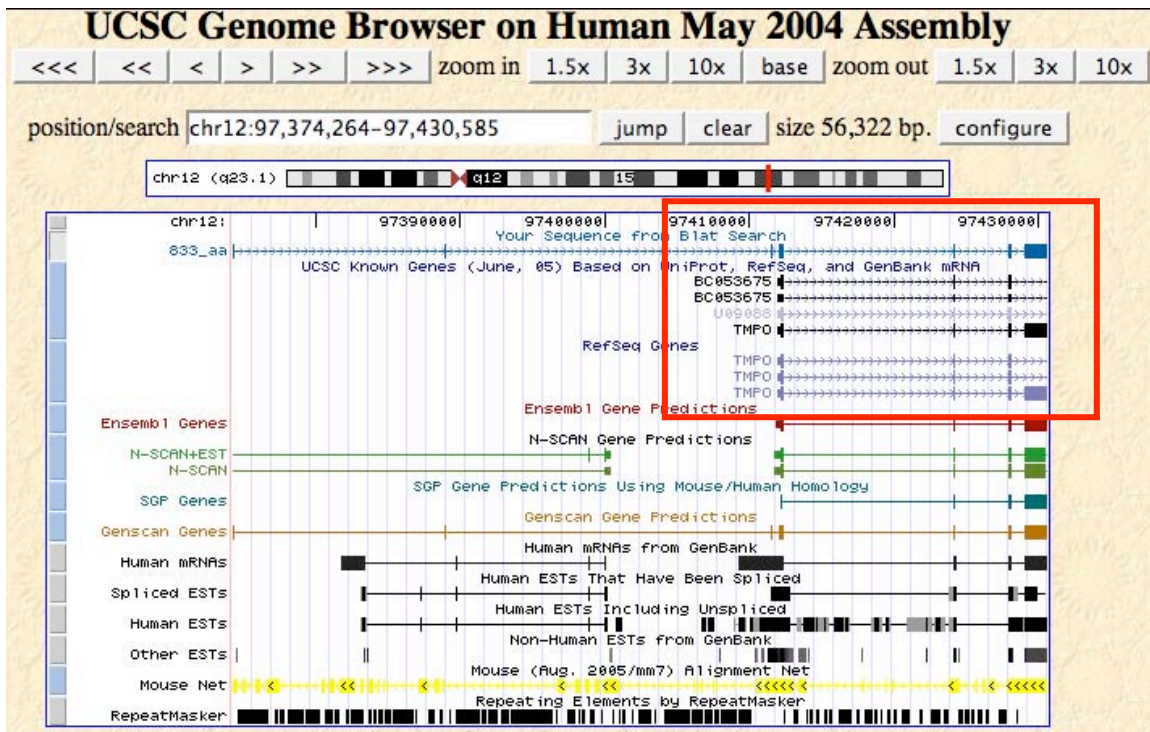 UCSC Genome Browser on Human May 2004 Assembly
<<< << < > >> >>> zoom in 1.5x 3x 10x base zoom out 1.5x 3x 10x
position/search chr12:97,374,264-97,430,585 jump clear size 56,322 bp. configure
chr12 (q23.1) q12 15
chr12: 97390000 97400000 97410000 97420000 97430000
Your Sequence from Blat Search
833_aa
UCSC Known Genes (June, 05) Based on UniProt, RefSeq, and GenBank mRNA
BC053675
BC053675
U09088
TMPO
RefSeq Genes
TMPO
TMPO
TMPO
Ensembl Gene Predictions
Ensembl Genes
N-SCAN Gene Predictions
N-SCAN+EST
N-SCAN
SGP Gene Predictions Using Mouse/Human Homology
SGP Genes
Genscan Gene Predictions
Genscan Genes
Human mRNAs from GenBank
Human mRNAs
Human ESTs That Have Been Spliced
Spliced ESTs
Human ESTs Including Unspliced
Human ESTs
Non-Human ESTs from GenBank
Other ESTs
Mouse (Aug. 2005/mm7) Alignment Net
Mouse Net
Repeating Elements by RepeatMasker
RepeatMasker